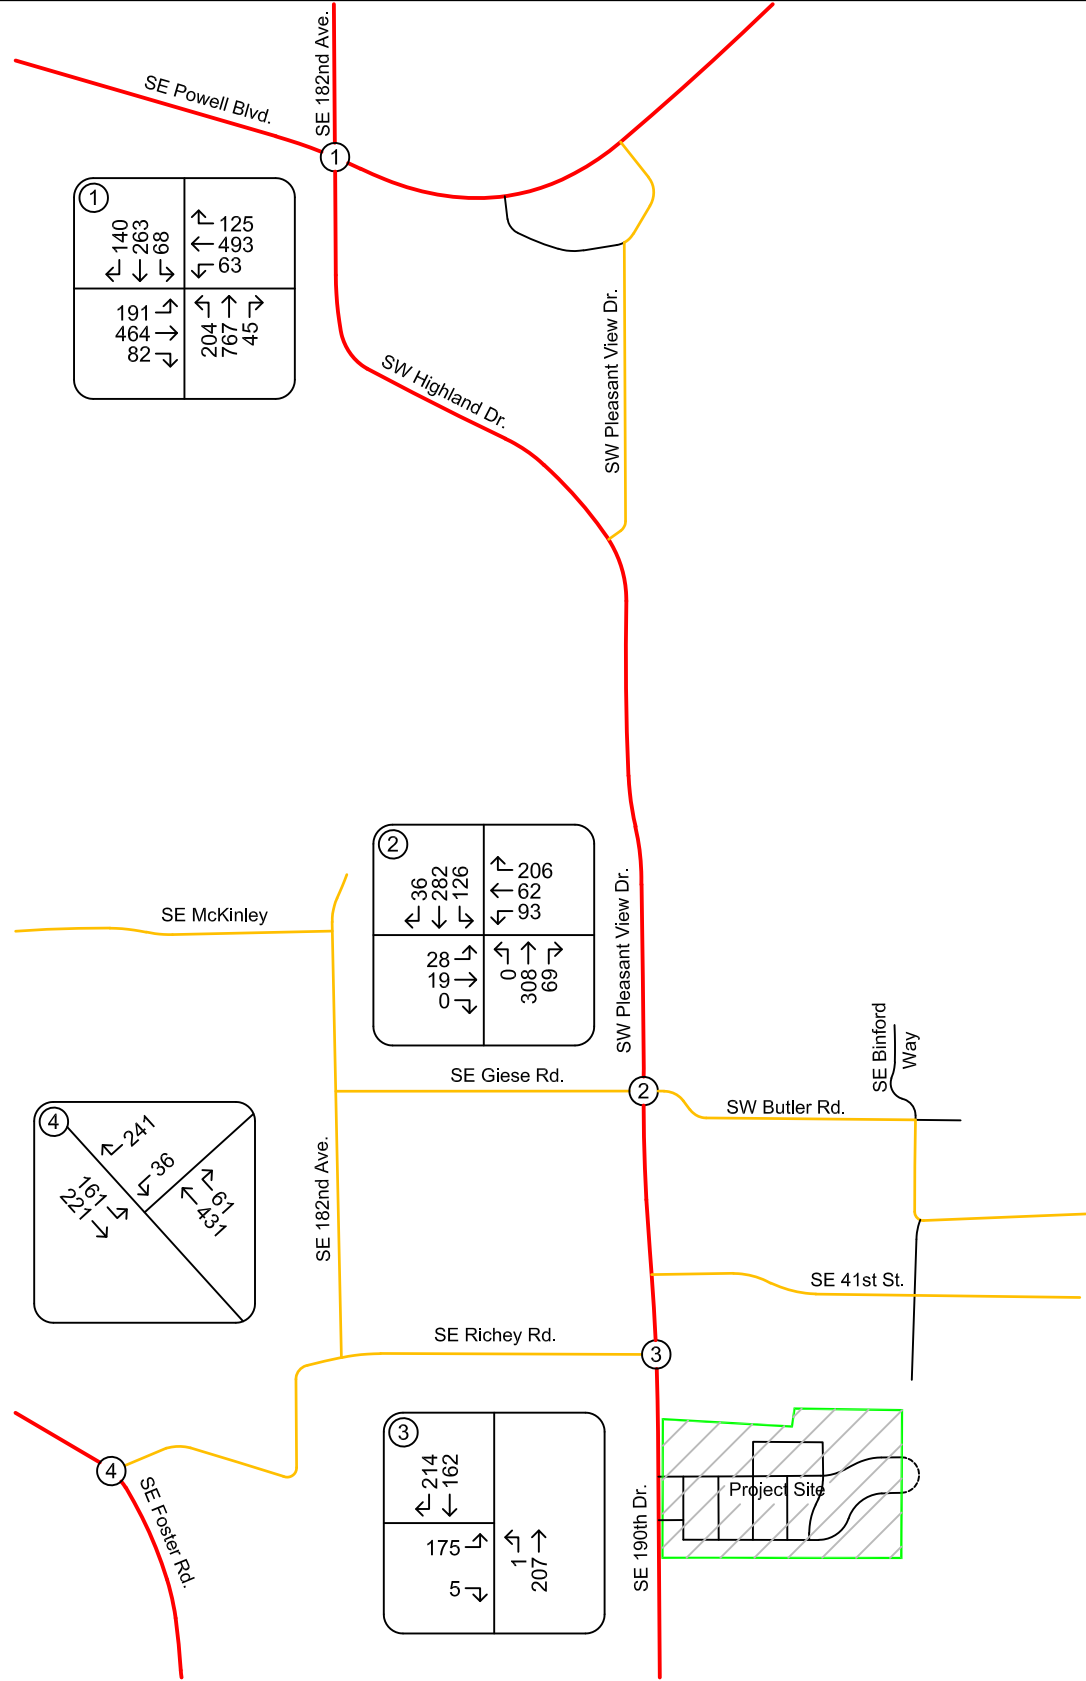 SE Powell Blvd.
SE 182nd Ave.
1
1
140
263
68
125
493
63
191
464
82
204
767
45
SW Highland Dr.
SW Pleasant View Dr.
2
36
282
126
206
62
93
28
19
0
0
308
69
SW Pleasant View Dr.
SE McKinley
SE Giese Rd.
2
SW Butler Rd.
SE Binford
Way
4
241
36
161
221
61
431
SE 182nd Ave.
SE 41st St.
SE Richey Rd.
3
3
214
162
175
5
1
207
4
SE Foster Rd.
SE 190th Dr.
Project Site